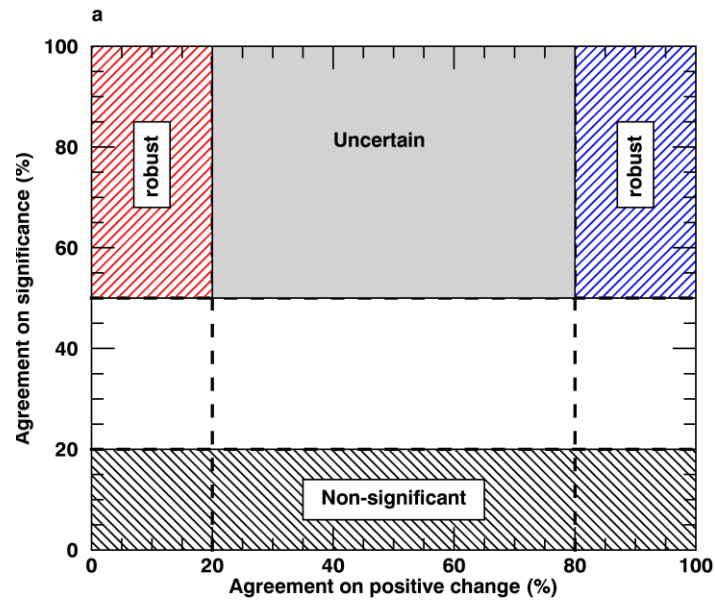 a
100
80
60
40
20
0
Agreement on significance (%)
robust
Uncertain
robust
Non-significant
0 20 40 60 80 100
Agreement on positive change (%)